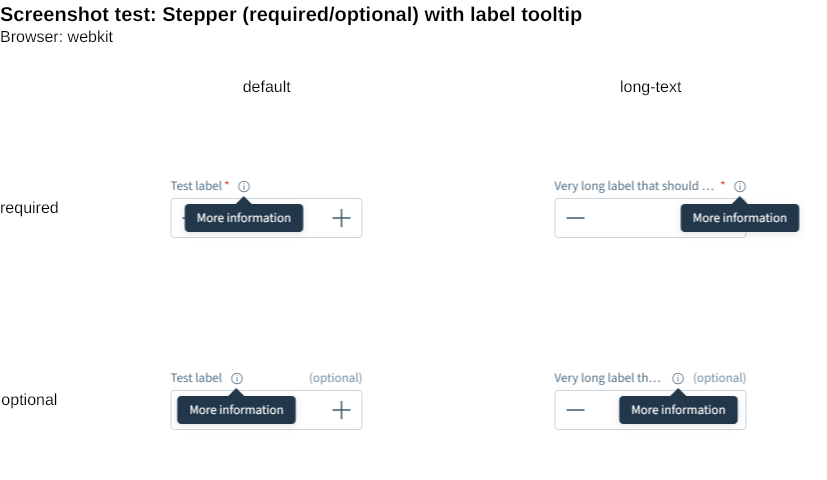 Screenshot test: Stepper (required/optional) with label tooltip
Browser: webkit
default long-text
Test label * Very long label that should ... *
required
More information More information
Test label (optional) Very long label th... (optional)
optional
More information More information